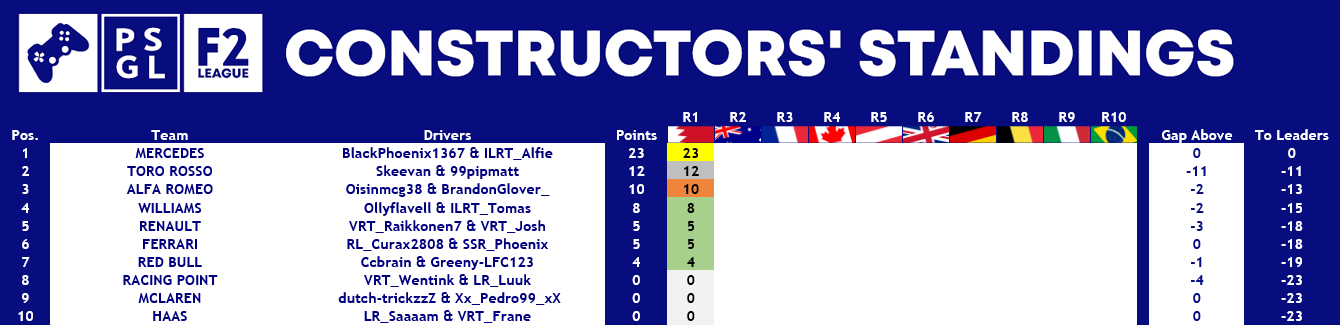 PS
GL
F2
LEAGUE
CONSTRUCTORS' STANDINGS
R1 R2 R3 R4 R5 R6 R7 R8 R9 R10
Pos. Team Drivers Points Gap Above To Leaders
1 MERCEDES BlackPhoenix1367 & ILRT_Alfie 23 23 0 0
2 TORO ROSSO Skeevan & 99pipmatt 12 12 -11 -11
3 ALFA ROMEO Oisinmcg38 & BrandonGlover_ 10 10 -2 -13
4 WILLIAMS Ollyflavell & ILRT_Tomas 8 8 -2 -15
5 RENAULT VRT_Raikkonen7 & VRT_Josh 5 5 -3 -18
6 FERRARI RL_Curax2808 & SSR_Phoenix 5 5 0 -18
7 RED BULL Ccbrain & Greeny-LFC123 4 4 -1 -19
8 RACING POINT VRT_Wentink & LR_Luuk 0 0 -4 -23
9 MCLAREN dutch-trickzzZ & Xx_Pedro99_xX 0 0 0 -23
10 HAAS LR_Saaaam & VRT_Frane 0 0 0 -23